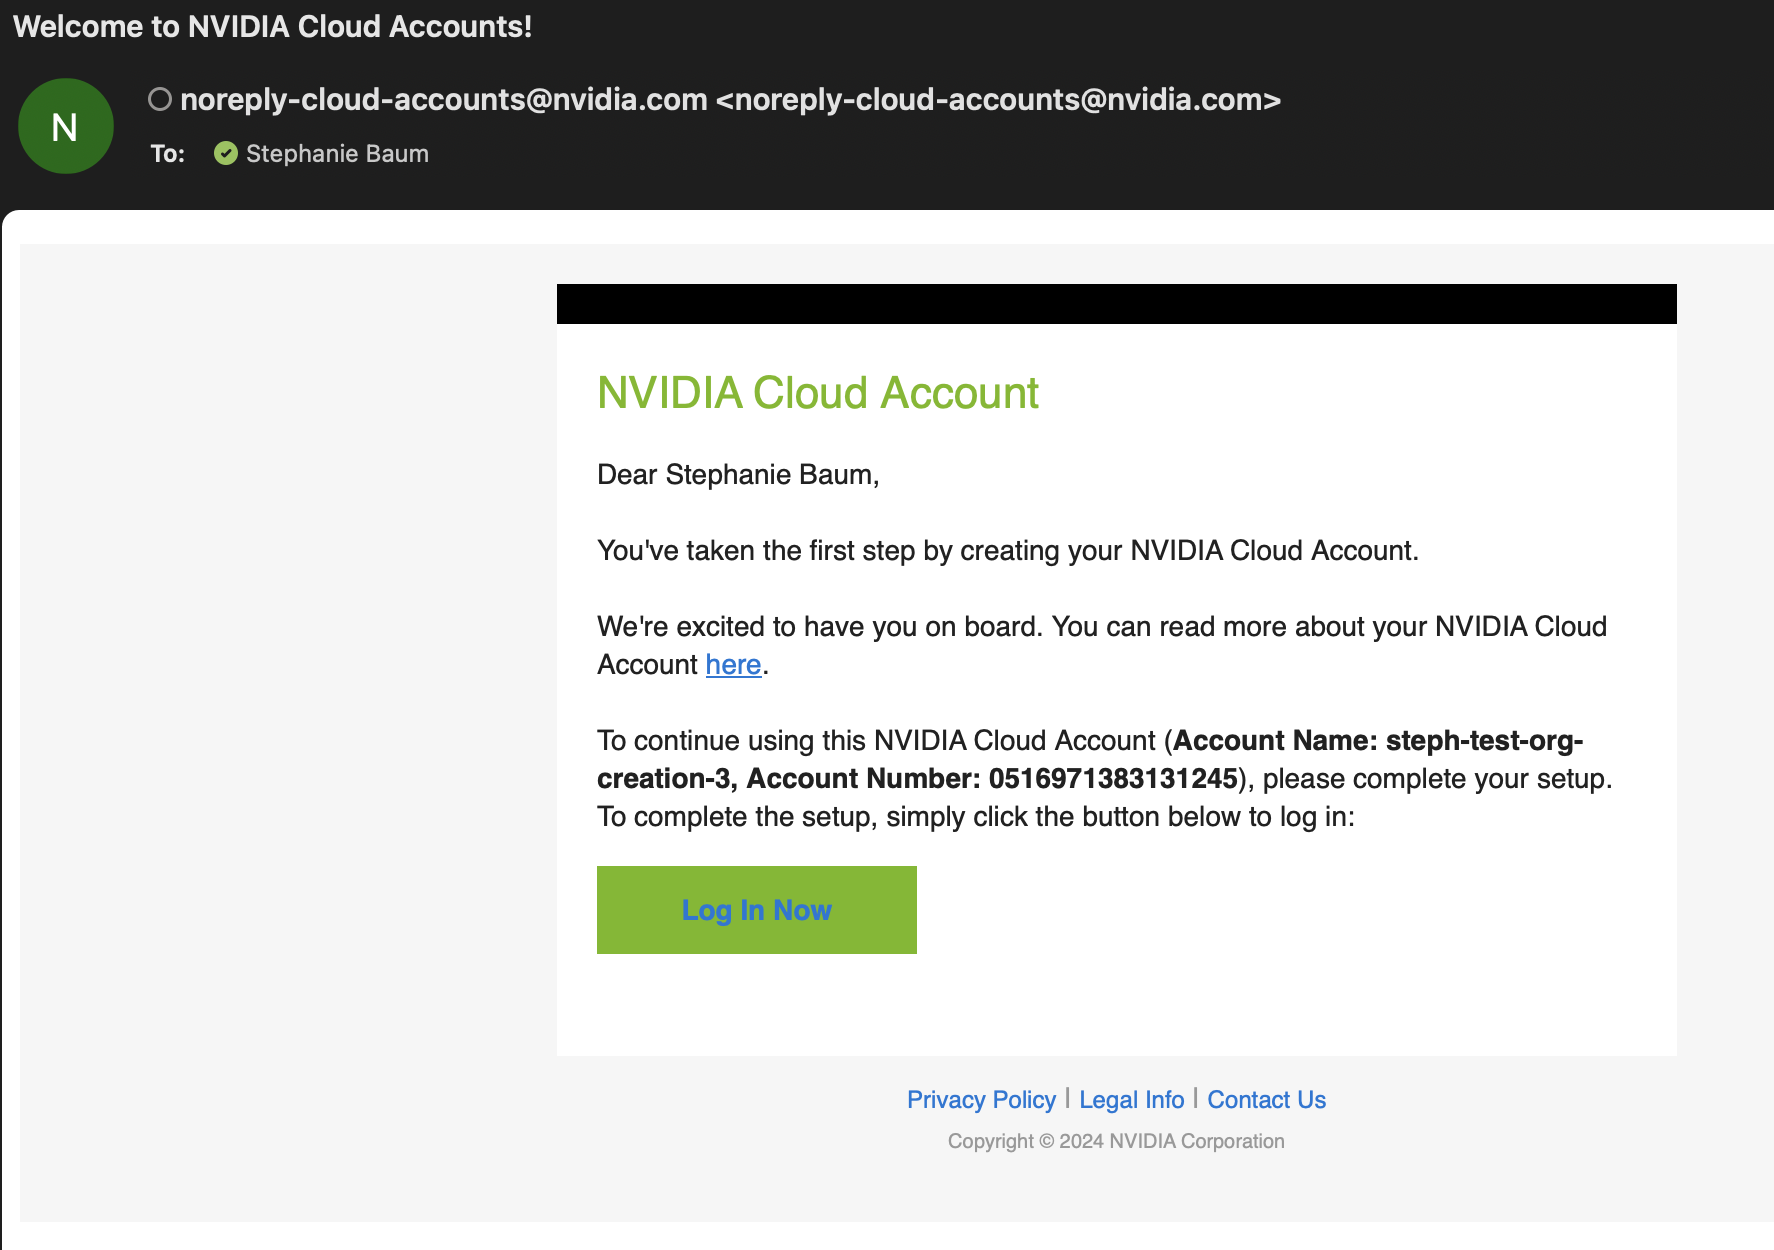 Welcome to NVIDIA Cloud Accounts!
N
noreply-cloud-accounts@nvidia.com <noreply-cloud-accounts@nvidia.com>
To: Stephanie Baum
NVIDIA Cloud Account
Dear Stephanie Baum,
You've taken the first step by creating your NVIDIA Cloud Account.
We're excited to have you on board. You can read more about your NVIDIA Cloud
Account here.
To continue using this NVIDIA Cloud Account (Account Name: steph-test-org-
creation-3, Account Number: 0516971383131245), please complete your setup.
To complete the setup, simply click the button below to log in:
Log In Now
Privacy Policy | Legal Info | Contact Us
Copyright © 2024 NVIDIA Corporation